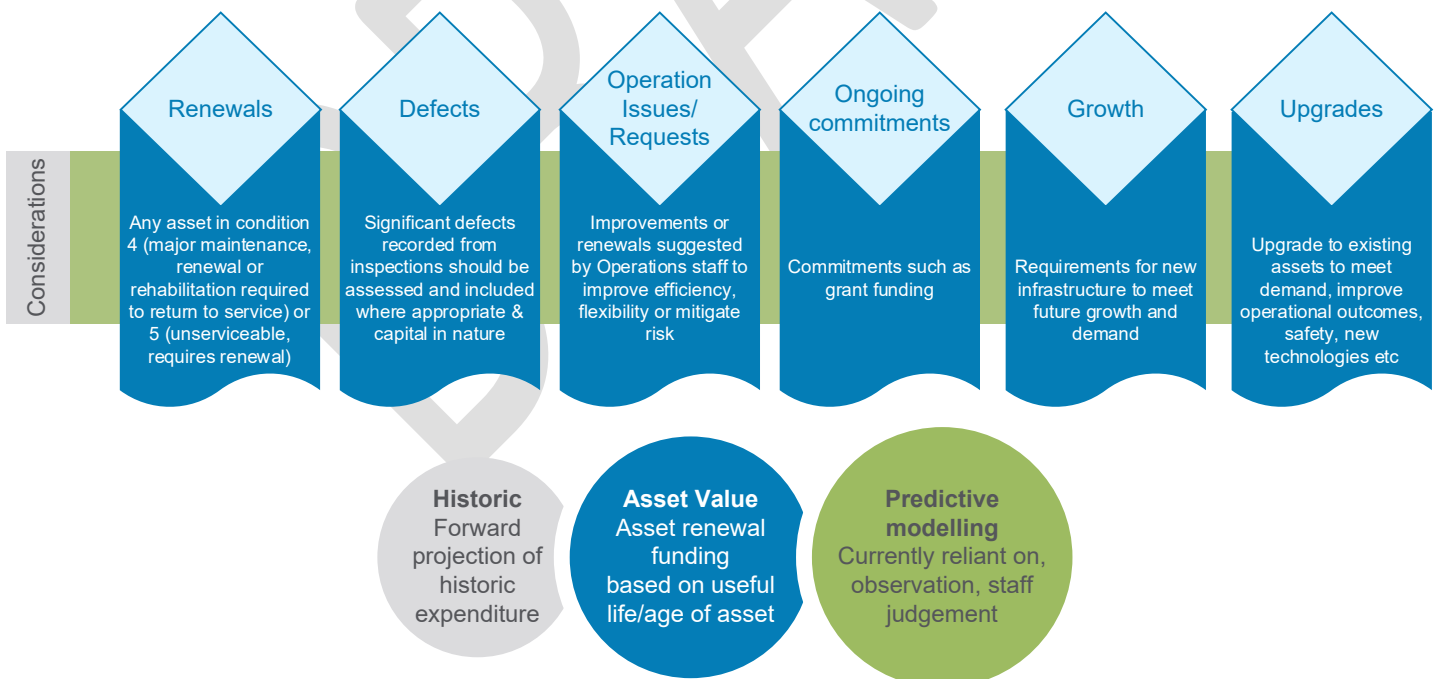 Considerations
Renewals
Any asset in condition
4 (major maintenance,
renewal or
rehabilitation required
to return to service) or
5 (unserviceable,
requires renewal)
Defects
Significant defects
recorded from
inspections should be
assessed and included
where appropriate &
capital in nature
Operation
Issues/
Requests
Improvements or
renewals suggested
by Operations staff to
improve efficiency,
flexibility or mitigate
risk
Ongoing
commitments
Commitments such as
grant funding
Growth
Requirements for new
infrastructure to meet
future growth and
demand
Upgrades
Upgrade to existing
assets to meet
demand, improve
operational outcomes,
safety, new
technologies etc
Historic
Forward
projection of
historic
expenditure
Asset Value
Asset renewal
funding
based on useful
life/age of asset
Predictive
modelling
Currently reliant on,
observation, staff
judgement